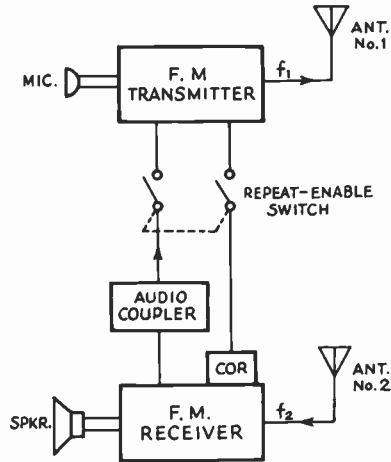 ANT.
No.1
F. M
TRANSMITTER
MIC.
f1
REPEAT-ENABLE
SWITCH
AUDIO
COUPLER
COR
ANT.
No.2
SPKR.
F. M.
RECEIVER
f2